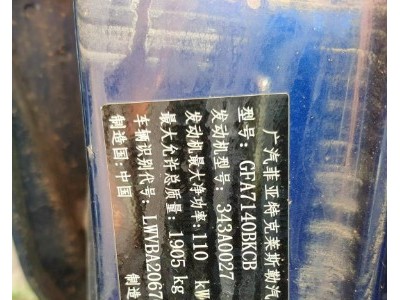 广汽菲亚特克莱斯勒汽
型号: GFA7140BKCB
发动机型号: 343A0027
发动机最大净功率: 110 kW
最大允许总质量: 1905 kg
车辆识别代号: LWVBA2067
制造国: 中国 制造